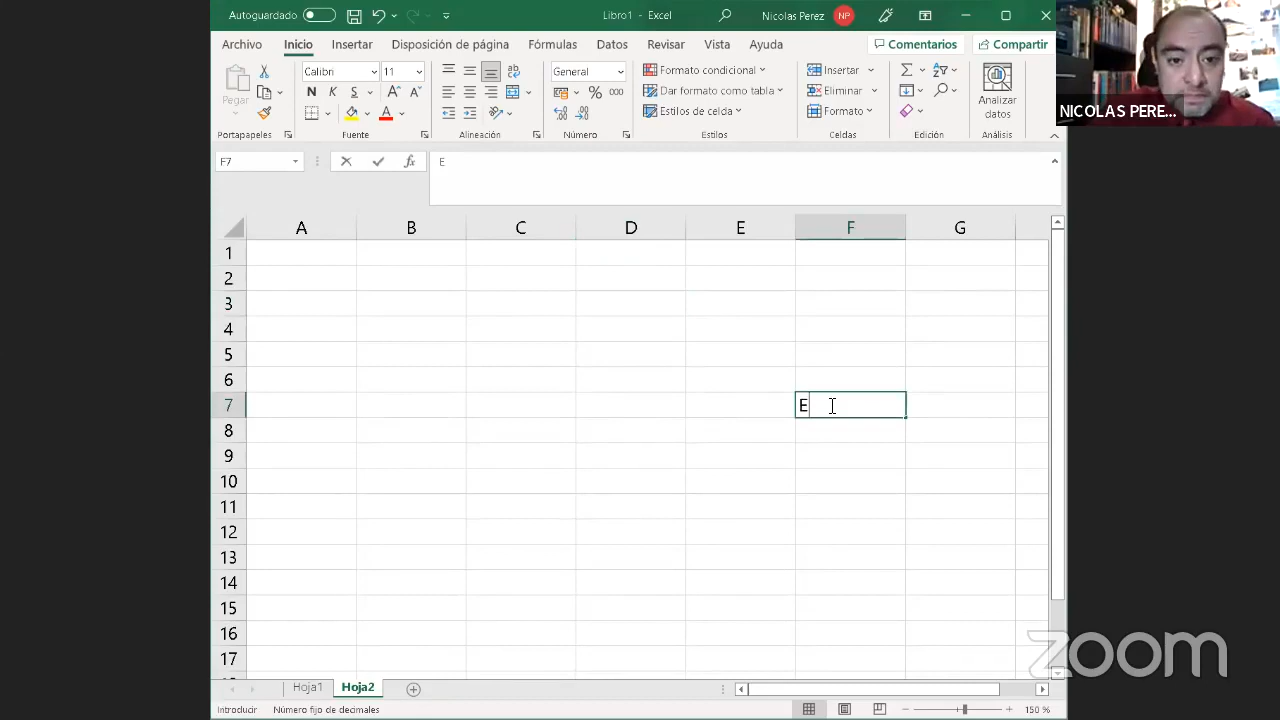 Autoguardado
Libro1 - Excel
Nicolas Perez NP
Archivo Inicio Insertar Disposición de página Fórmulas Datos Revisar Vista Ayuda Comentarios Compartir
Pegar
Calibri 11
N K S
General
% 000
Formato condicional
Dar formato como tabla
Estilos de celda
Insertar
Eliminar
Formato
Analizar
datos
Portapapeles Fuente Alineación Número Estilos Celdas Edición Análisis
NICOLAS PERE...
F7 fx E
A B C D E F G
1
2
3
4
5
6
7 E
8
9
10
11
12
13
14
15
16
17
zoom
Hoja1 Hoja2
Introducir Número fijo de decimales 150 %